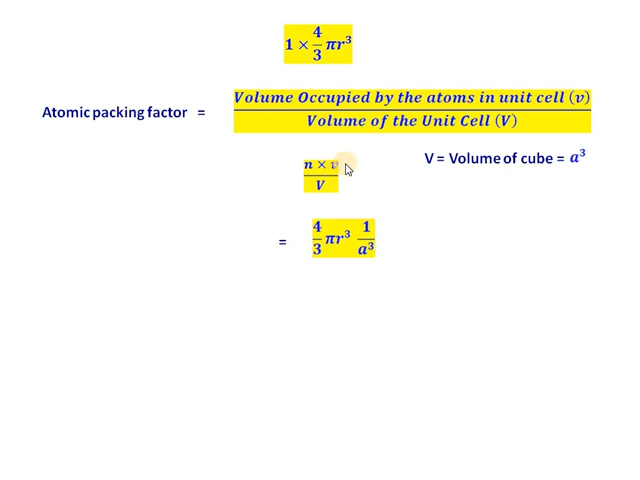 1 × 4/3 πr³
Atomic packing factor = Volume Occupied by the atoms in unit cell (v) / Volume of the Unit Cell (V)
n × v / V
V = Volume of cube = a³
= 4/3 πr³ 1/a³